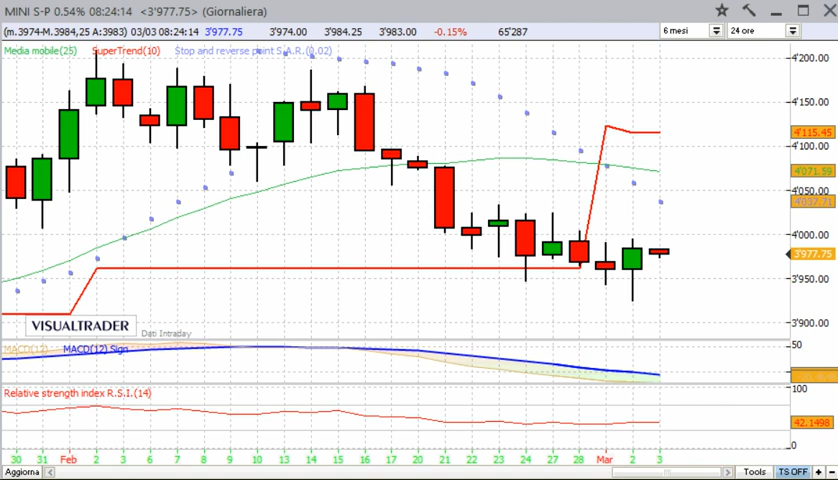 MINI S-P 0.54% OB 08:24:14 <3'977.75> (Giornaliera)
(m.3974-M.3984,25 A:3983) 03/03 08:24:14 3'977.75 3'974.00 3'984.25 3'983.00 -0.15% 65'287 6 mesi 24 ore
Media mobile(25) SuperTrend(10) Stop and reverse point S.A.R.(0.02)
4'200.00
4'150.00
4'115.45
4'100.00
4'071.59
4'050.00
4'037.71
4'000.00
3'977.75
3'950.00
3'900.00
VISUALTRADER
Dati Intraday
MACD(12) MACD(12) Sign
50
100
Relative strength index R.S.I.(14)
42.1498
0
30 31 Feb 2 3 6 7 8 9 10 13 14 15 16 17 20 21 22 23 24 27 28 Mar 2 3
Aggiorna Tools TS OFF